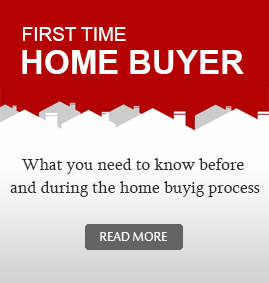 FIRST TIME
HOME BUYER
What you need to know before
and during the home buyig process
READ MORE